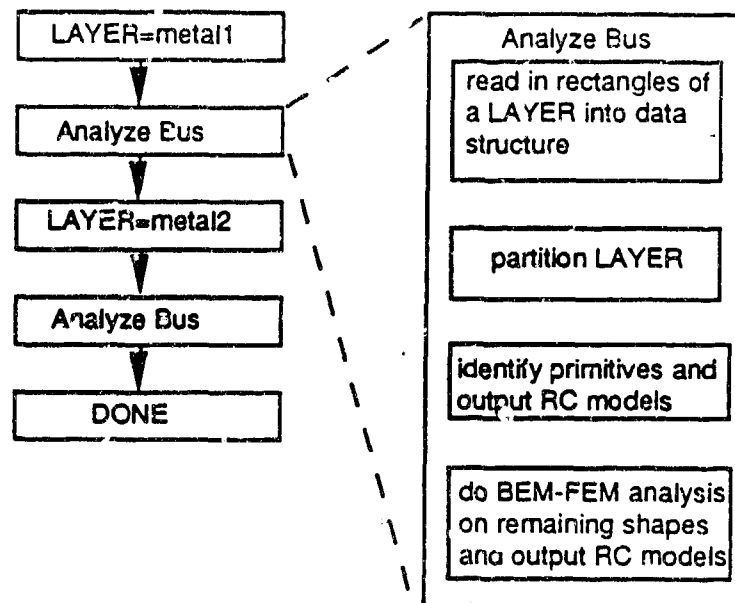 LAYER=metal1
Analyze Bus
LAYER=metal2
Analyze Bus
DONE
Analyze Bus
read in rectangles of
a LAYER into data
structure
partition LAYER
identify primitives and
output RC models
do BEM-FEM analysis
on remaining shapes
and output RC models